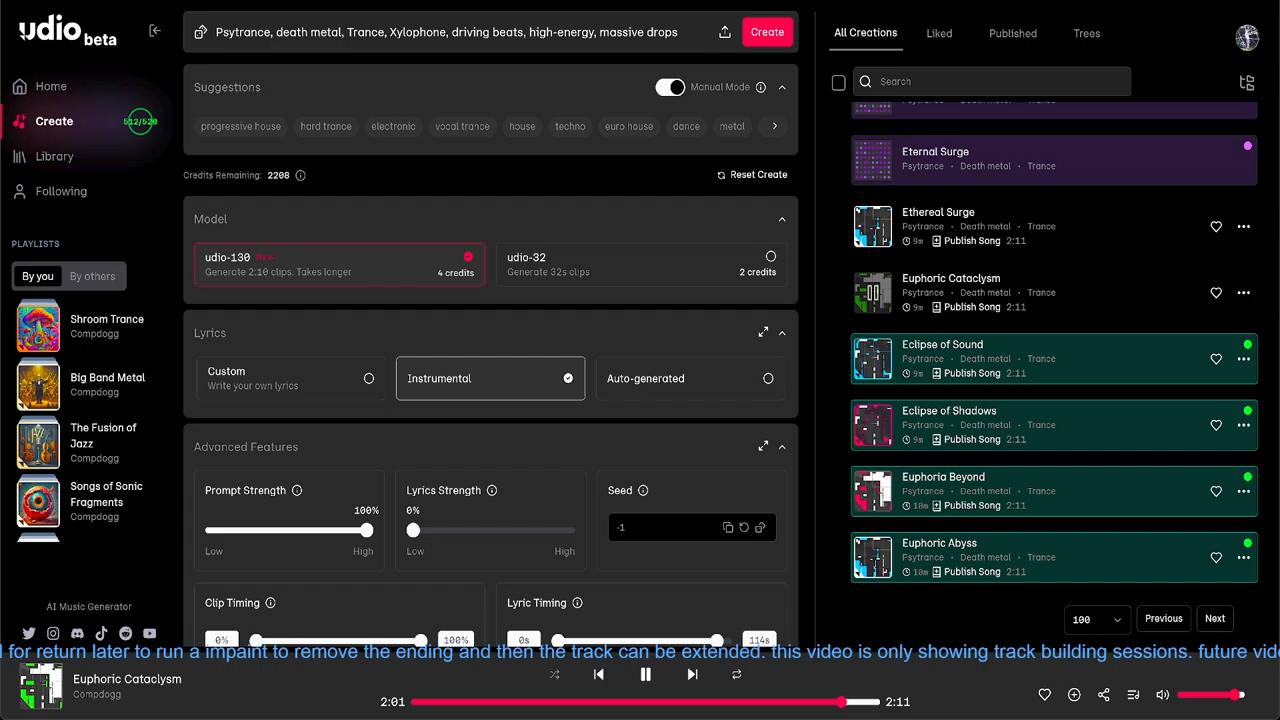 udio beta
Home
Create
512/520
Library
Following
PLAYLISTS
By you
By others
Shroom Trance
Compdogg
Big Band Metal
Compdogg
The Fusion of
Jazz
Compdogg
Songs of Sonic
Fragments
Compdogg
AI Music Generator
Psytrance, death metal, Trance, Xylophone, driving beats, high-energy, massive drops
Create
Suggestions
Manual Mode
progressive house
hard trance
electronic
vocal trance
house
techno
euro house
dance
metal
Credits Remaining: 2208
Reset Create
Model
udio-130 New
Generate 2:10 clips. Takes longer
4 credits
udio-32
Generate 32s clips
2 credits
Lyrics
Custom
Write your own lyrics
Instrumental
Auto-generated
Advanced Features
Prompt Strength
100%
Low
High
Lyrics Strength
0%
Low
High
Seed
-1
Clip Timing
0%
100%
Lyric Timing
0s
114s
All Creations
Liked
Published
Trees
Search
Eternal Surge
Psytrance · Death metal · Trance
Ethereal Surge
Psytrance · Death metal · Trance
9m Publish Song 2:11
Euphoric Cataclysm
Psytrance · Death metal · Trance
9m Publish Song 2:11
Eclipse of Sound
Psytrance · Death metal · Trance
9m Publish Song 2:11
Eclipse of Shadows
Psytrance · Death metal · Trance
9m Publish Song 2:11
Euphoria Beyond
Psytrance · Death metal · Trance
10m Publish Song 2:11
Euphoric Abyss
Psytrance · Death metal · Trance
10m Publish Song 2:11
100
Previous
Next
for return later to run a impaint to remove the ending and then the track can be extended. this video is only showing track building sessions. future
Euphoric Cataclysm
Compdogg
2:01
2:11